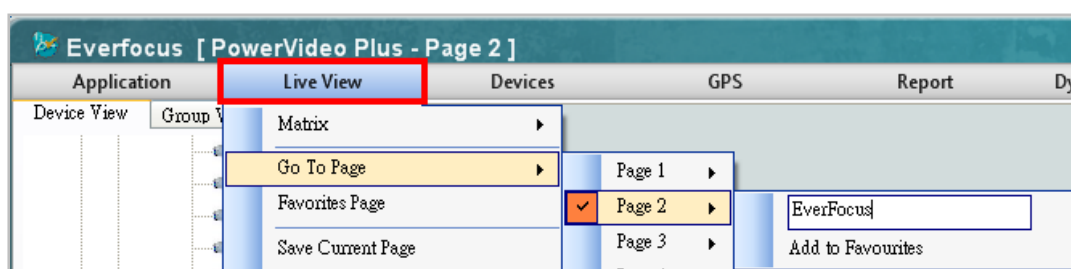 Everfocus [ PowerVideo Plus - Page 2 ]
Application Live View Devices GPS Report
Device View Group
Matrix
Go To Page Page 1
Favorites Page Page 2 EverFocus
Save Current Page Page 3 Add to Favourites